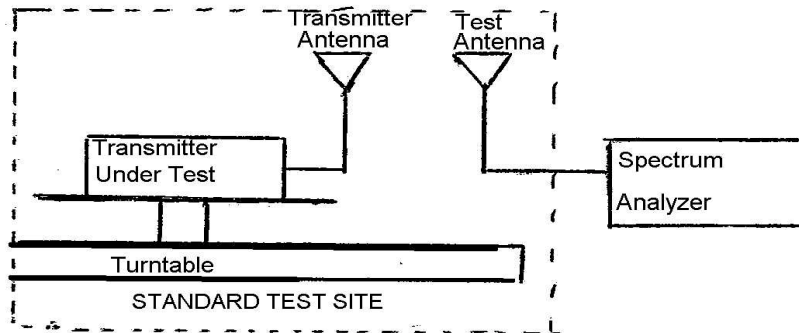 Transmitter
Antenna
Test
Antenna
Transmitter
Under Test
Spectrum
Analyzer
Turntable
STANDARD TEST SITE